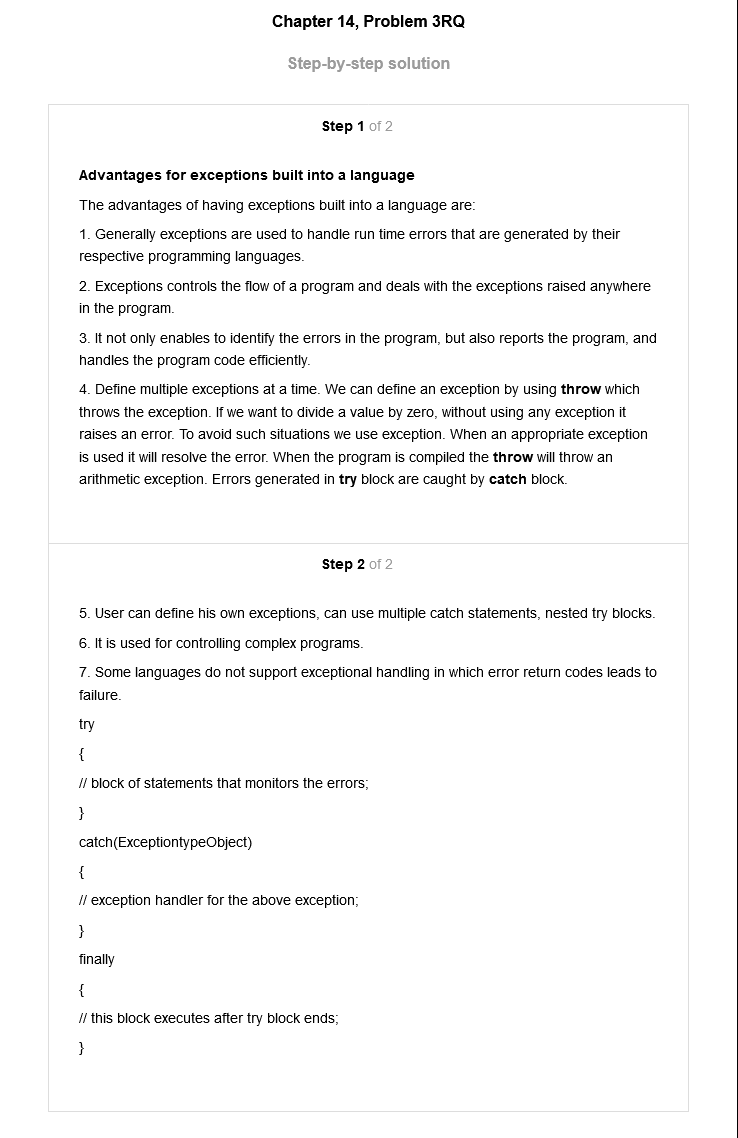 Chapter 14, Problem 3RQ
Step-by-step solution
Step 1 of 2
Advantages for exceptions built into a language
The advantages of having exceptions built into a language are:
1. Generally exceptions are used to handle run time errors that are generated by their
respective programming languages.
2. Exceptions controls the flow of a program and deals with the exceptions raised anywhere
in the program.
3. It not only enables to identify the errors in the program, but also reports the program, and
handles the program code efficiently.
4. Define multiple exceptions at a time. We can define an exception by using throw which
throws the exception. If we want to divide a value by zero, without using any exception it
raises an error. To avoid such situations we use exception. When an appropriate exception
is used it will resolve the error. When the program is compiled the throw will throw an
arithmetic exception. Errors generated in try block are caught by catch block.
Step 2 of 2
5. User can define his own exceptions, can use multiple catch statements, nested try blocks.
6. It is used for controlling complex programs.
7. Some languages do not support exceptional handling in which error return codes leads to
failure.
try
{
// block of statements that monitors the errors;
}
catch(ExceptiontypeObject)
{
// exception handler for the above exception;
}
finally
{
// this block executes after try block ends;
}